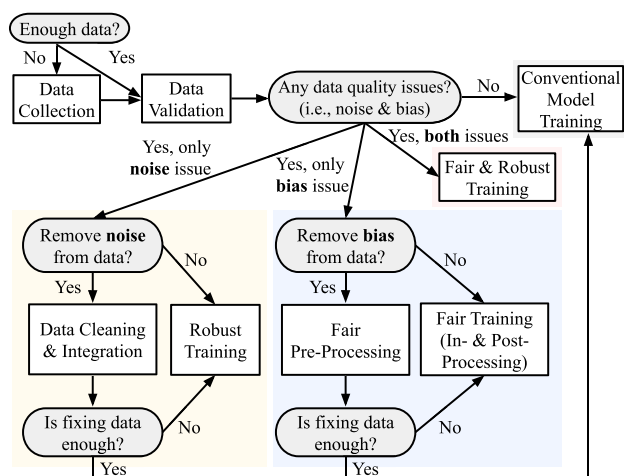 Enough data?
No
Yes
Data
Collection
Data
Validation
Any data quality issues?
(i.e., noise & bias)
No
Conventional
Model
Training
Yes, only
noise issue
Yes, only
bias issue
Yes, both issues
Fair & Robust
Training
Remove noise
from data?
No
Yes
Data Cleaning
& Integration
Robust
Training
Is fixing data
enough?
No
Yes
Remove bias
from data?
No
Yes
Fair
Pre-Processing
Fair Training
(In- & Post-
Processing)
Is fixing data
enough?
No
Yes